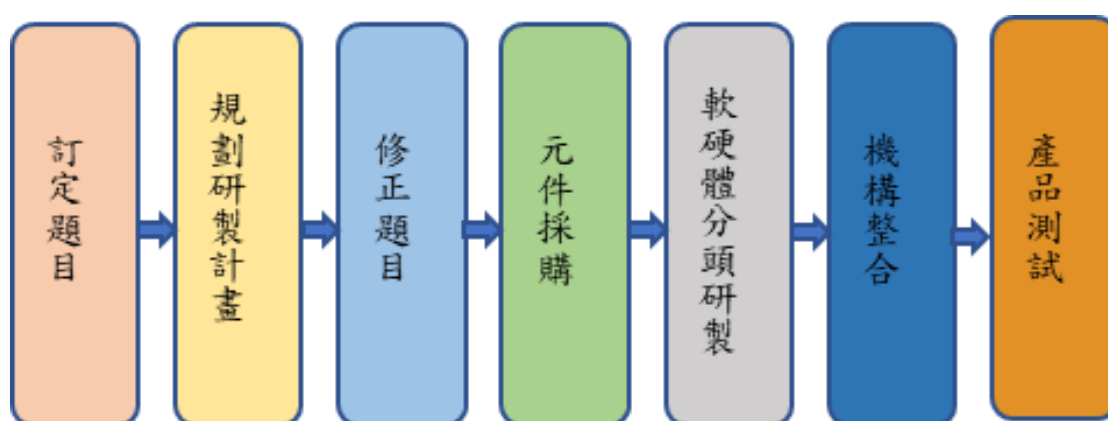 訂定題目
規劃研製計畫
修正題目
元件採購
軟硬體分頭研製
機構整合
產品測試